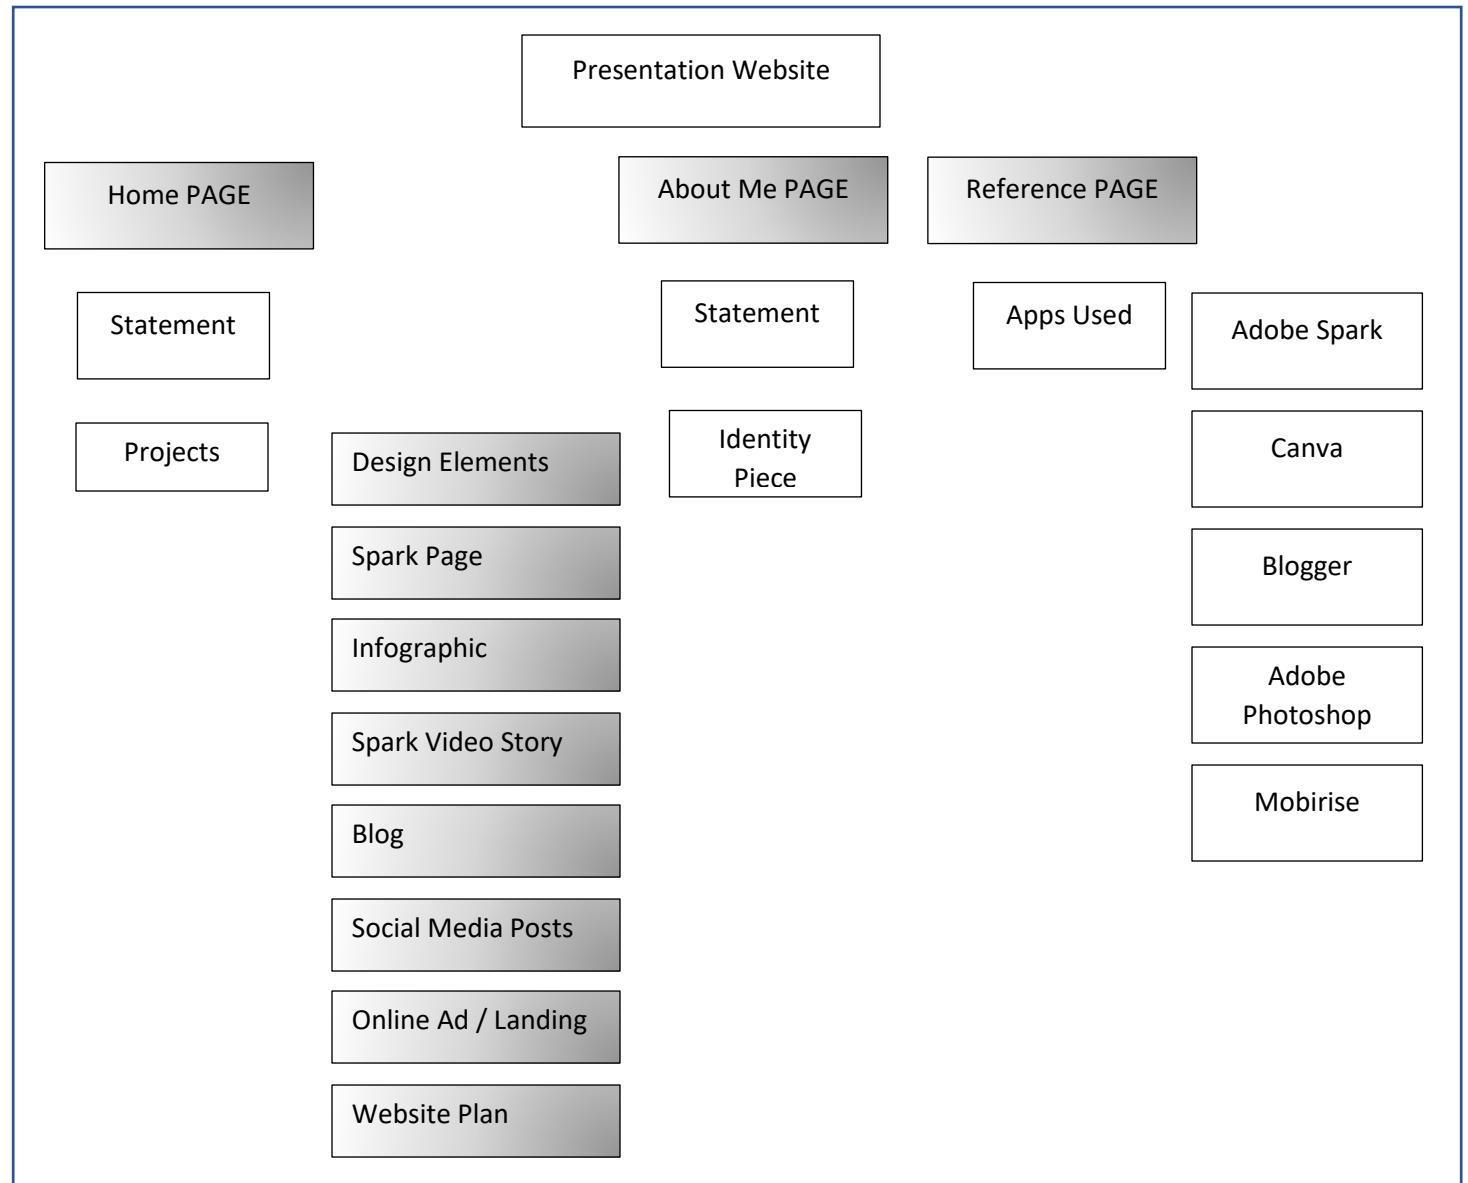 Presentation Website
Home PAGE
About Me PAGE
Reference PAGE
Statement
Statement
Apps Used
Adobe Spark
Projects
Identity
Piece
Canva
Design Elements
Spark Page
Blogger
Infographic
Adobe
Photoshop
Spark Video Story
Mobirise
Blog
Social Media Posts
Online Ad / Landing
Website Plan